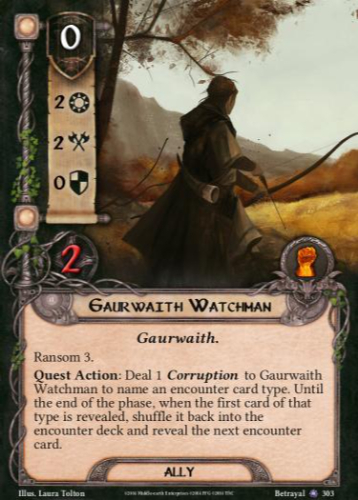 0
2
2
0
2
GAURWAITH WATCHMAN
Gaurwaith.
Ransom 3.
Quest Action: Deal 1 Corruption to Gaurwaith
Watchman to name an encounter card type. Until
the end of the phase, when the first card of that
type is revealed, shuffle it back into the
encounter deck and reveal the next encounter
card.
ALLY
Illus. Laura Tolton
Betrayal 303